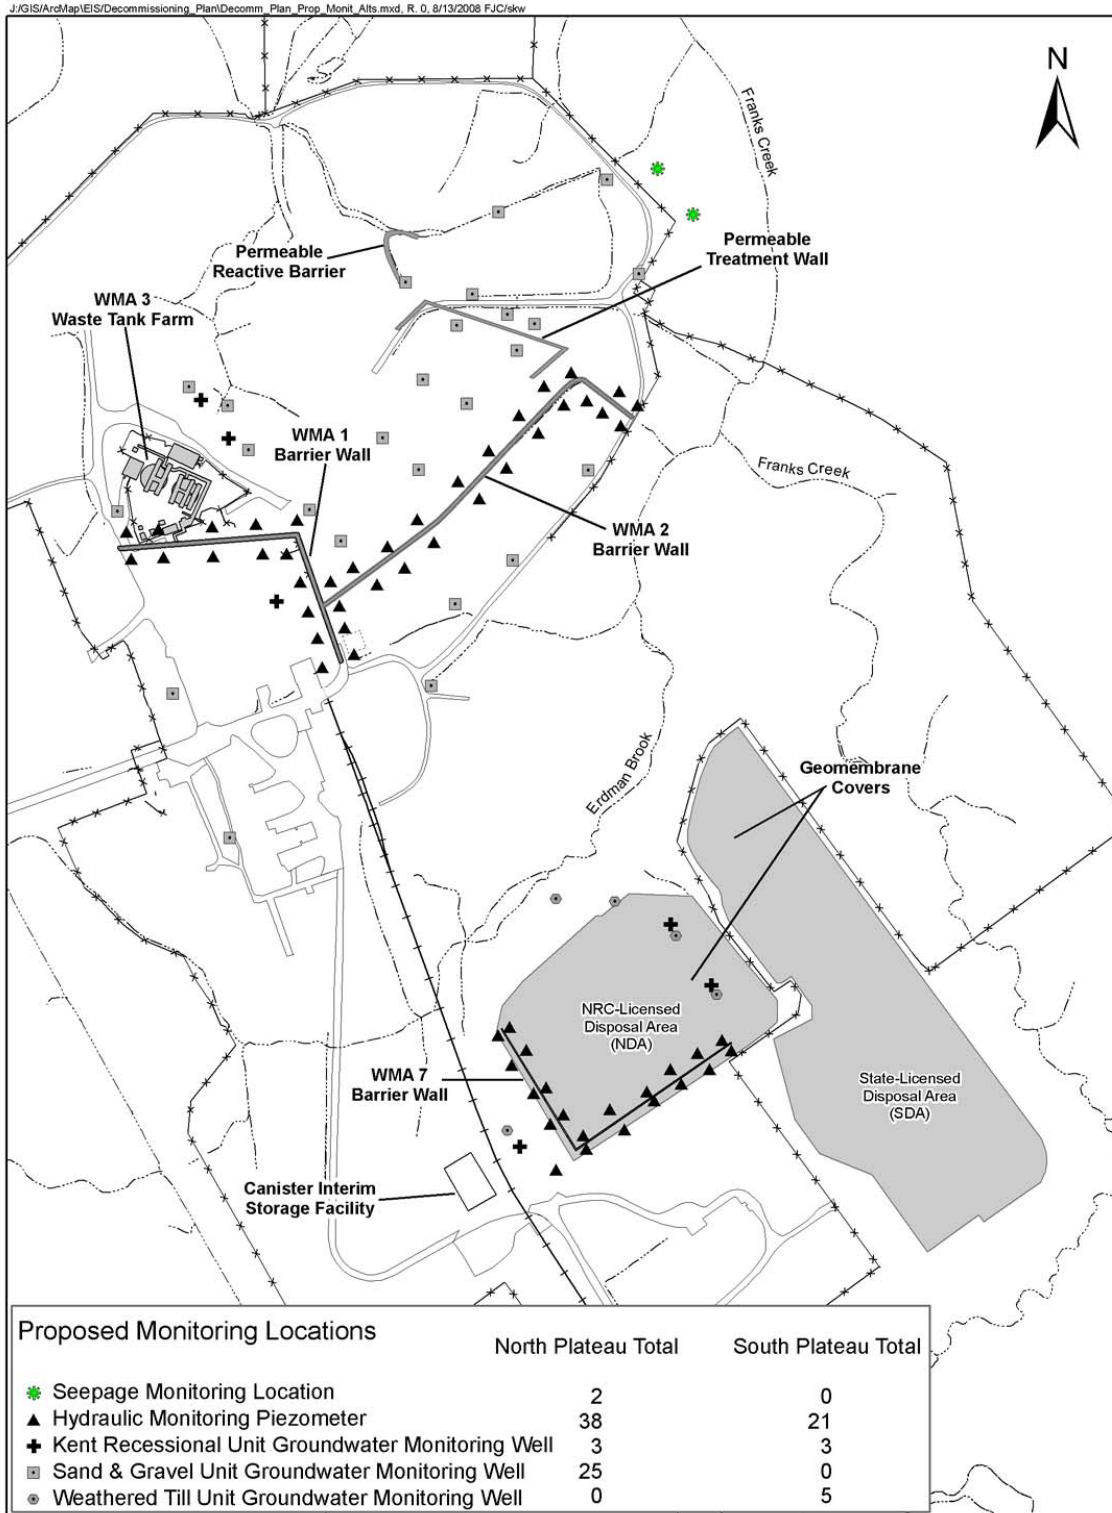 J:/GIS/ArcMap\EIS/Decommissioning_Plan\Decomm_Plan_Prop_Monit_Alts.mxd, R. 0, 8/13/2008 FJC/skw
N
Franks Creek
Permeable
Reactive Barrier
Permeable
Treatment Wall
WMA 3
Waste Tank Farm
WMA 1
Barrier Wall
Franks Creek
WMA 2
Barrier Wall
Erdman Brook
Geomembrane
Covers
NRC-Licensed
Disposal Area
(NDA)
WMA 7
Barrier Wall
State-Licensed
Disposal Area
(SDA)
Canister Interim
Storage Facility
Proposed Monitoring Locations North Plateau Total South Plateau Total
Seepage Monitoring Location 2 0
Hydraulic Monitoring Piezometer 38 21
Kent Recessional Unit Groundwater Monitoring Well 3 3
Sand & Gravel Unit Groundwater Monitoring Well 25 0
Weathered Till Unit Groundwater Monitoring Well 0 5